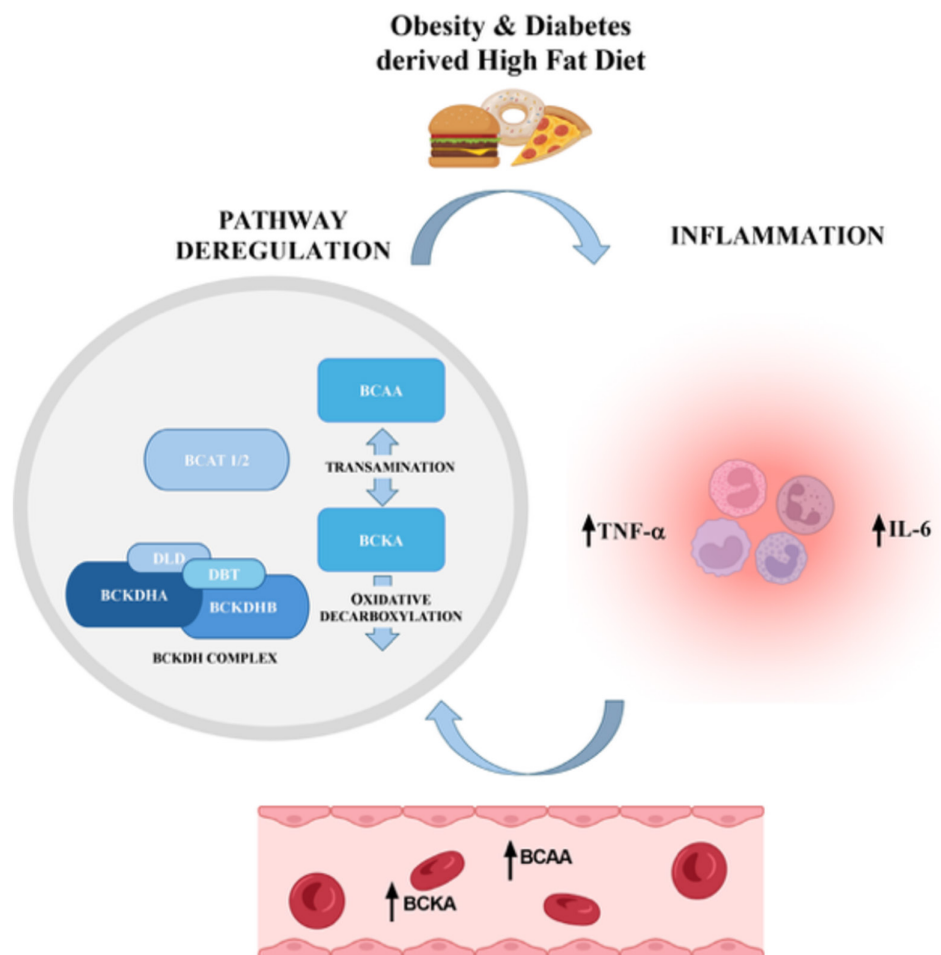 Obesity & Diabetes
derived High Fat Diet
PATHWAY
DEREGULATION
INFLAMMATION
BCAA
BCAT 1/2
TRANSAMINATION
BCKA
DLD
DBT
BCKDHA
BCKDHB
OXIDATIVE
DECARBOXYLATION
BCKDH COMPLEX
TNF-α
IL-6
BCAA
BCKA